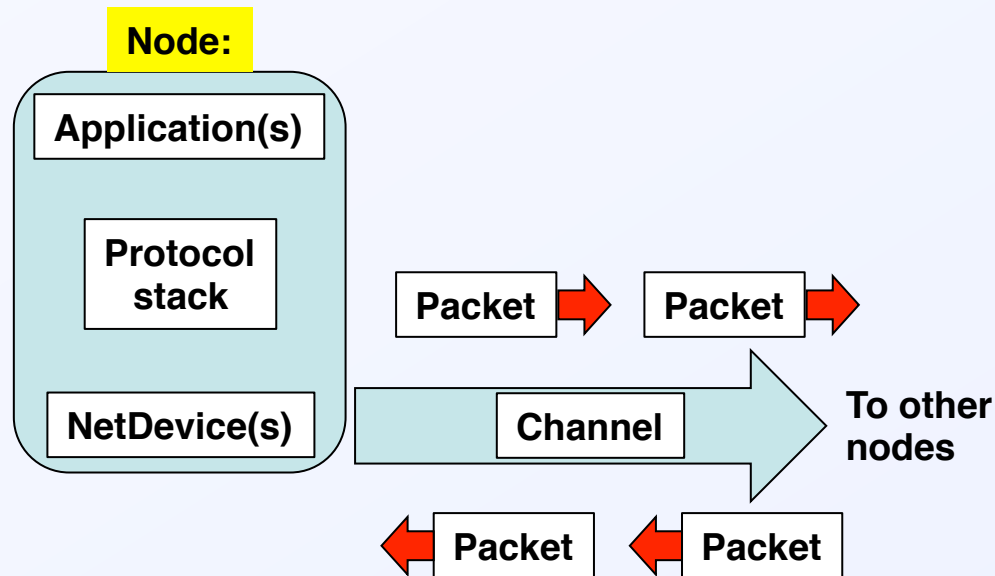 Node:
Application(s)
Protocol
stack
Packet
Packet
NetDevice(s)
Channel
To other
nodes
Packet
Packet